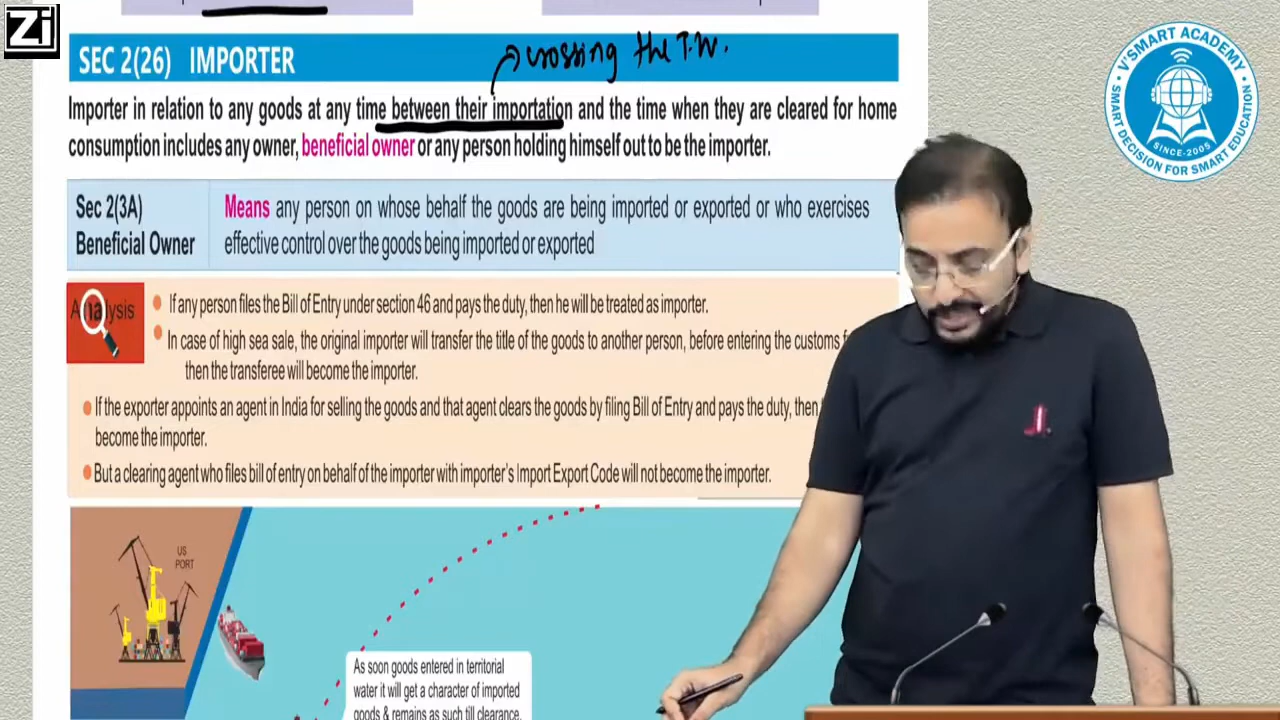 Zi
SEC 2(26) IMPORTER
crossing the T.W.
Importer in relation to any goods at any time between their importation and the time when they are cleared for home
consumption includes any owner, beneficial owner or any person holding himself out to be the importer.
Sec 2(3A)
Beneficial Owner
Means any person on whose behalf the goods are being imported or exported or who exercises
effective control over the goods being imported or exported
Analysis
If any person files the Bill of Entry under section 46 and pays the duty, then he will be treated as importer.
In case of high sea sale, the original importer will transfer the title of the goods to another person, before entering the customs
then the transferee will become the importer.
If the exporter appoints an agent in India for selling the goods and that agent clears the goods by filing Bill of Entry and pays the duty, then
become the importer.
But a clearing agent who files bill of entry on behalf of the importer with importer's Import Export Code will not become the importer.
US
PORT
As soon goods entered in territorial
water it will get a character of imported
goods & remains as such till clearance.
V'SMART ACADEMY
SMART DECISION FOR SMART EDUCATION
SINCE-2005